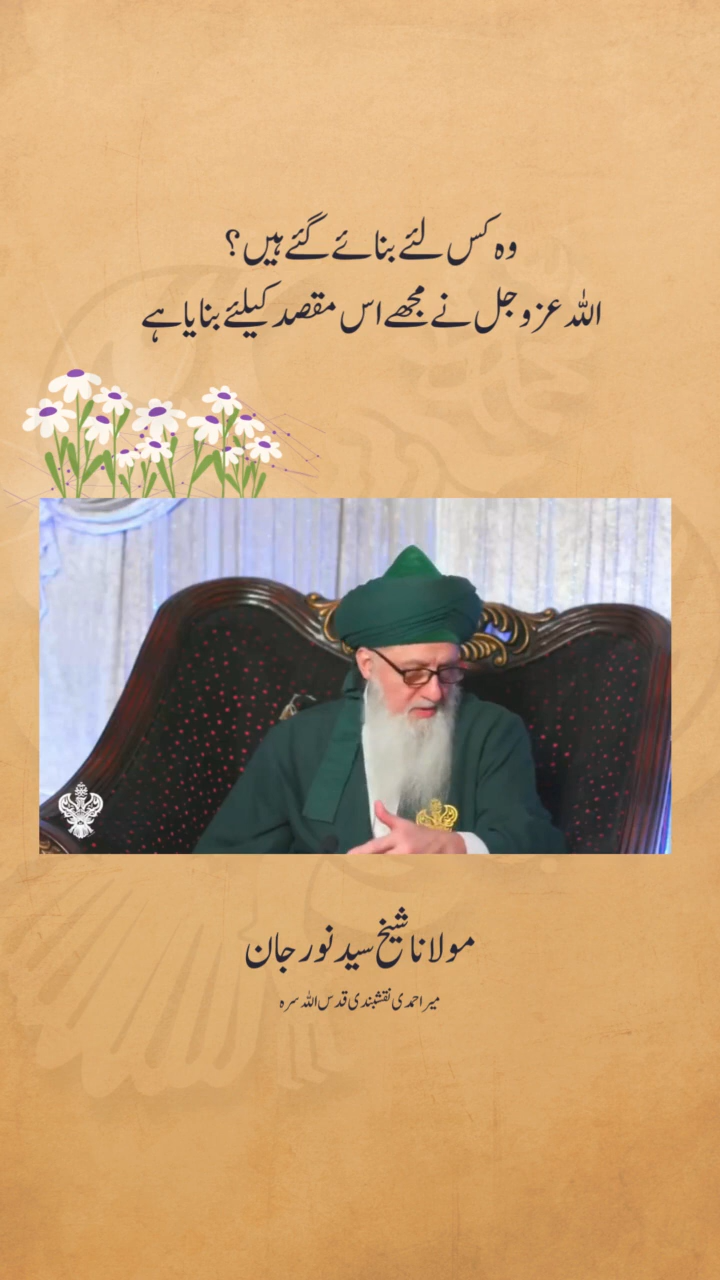 وہ کس لئے بنائے گئے ہیں؟
اللہ عزوجل نے مجھے اس مقصد کیلئے بنایا ہے
مولانا شیخ سید نور جان
میر احمدی نقشبندی قدس اللہ سرہ